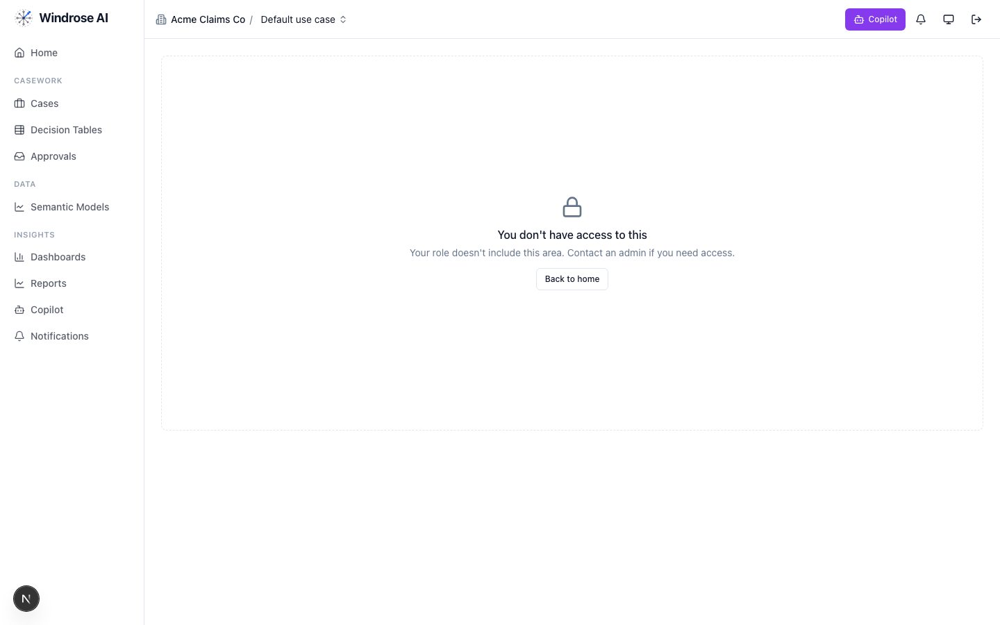 Windrose AI
Acme Claims Co / Default use case
Copilot
Home
CASEWORK
Cases
Decision Tables
Approvals
DATA
Semantic Models
INSIGHTS
Dashboards
Reports
Copilot
Notifications
You don't have access to this
Your role doesn't include this area. Contact an admin if you need access.
Back to home
N